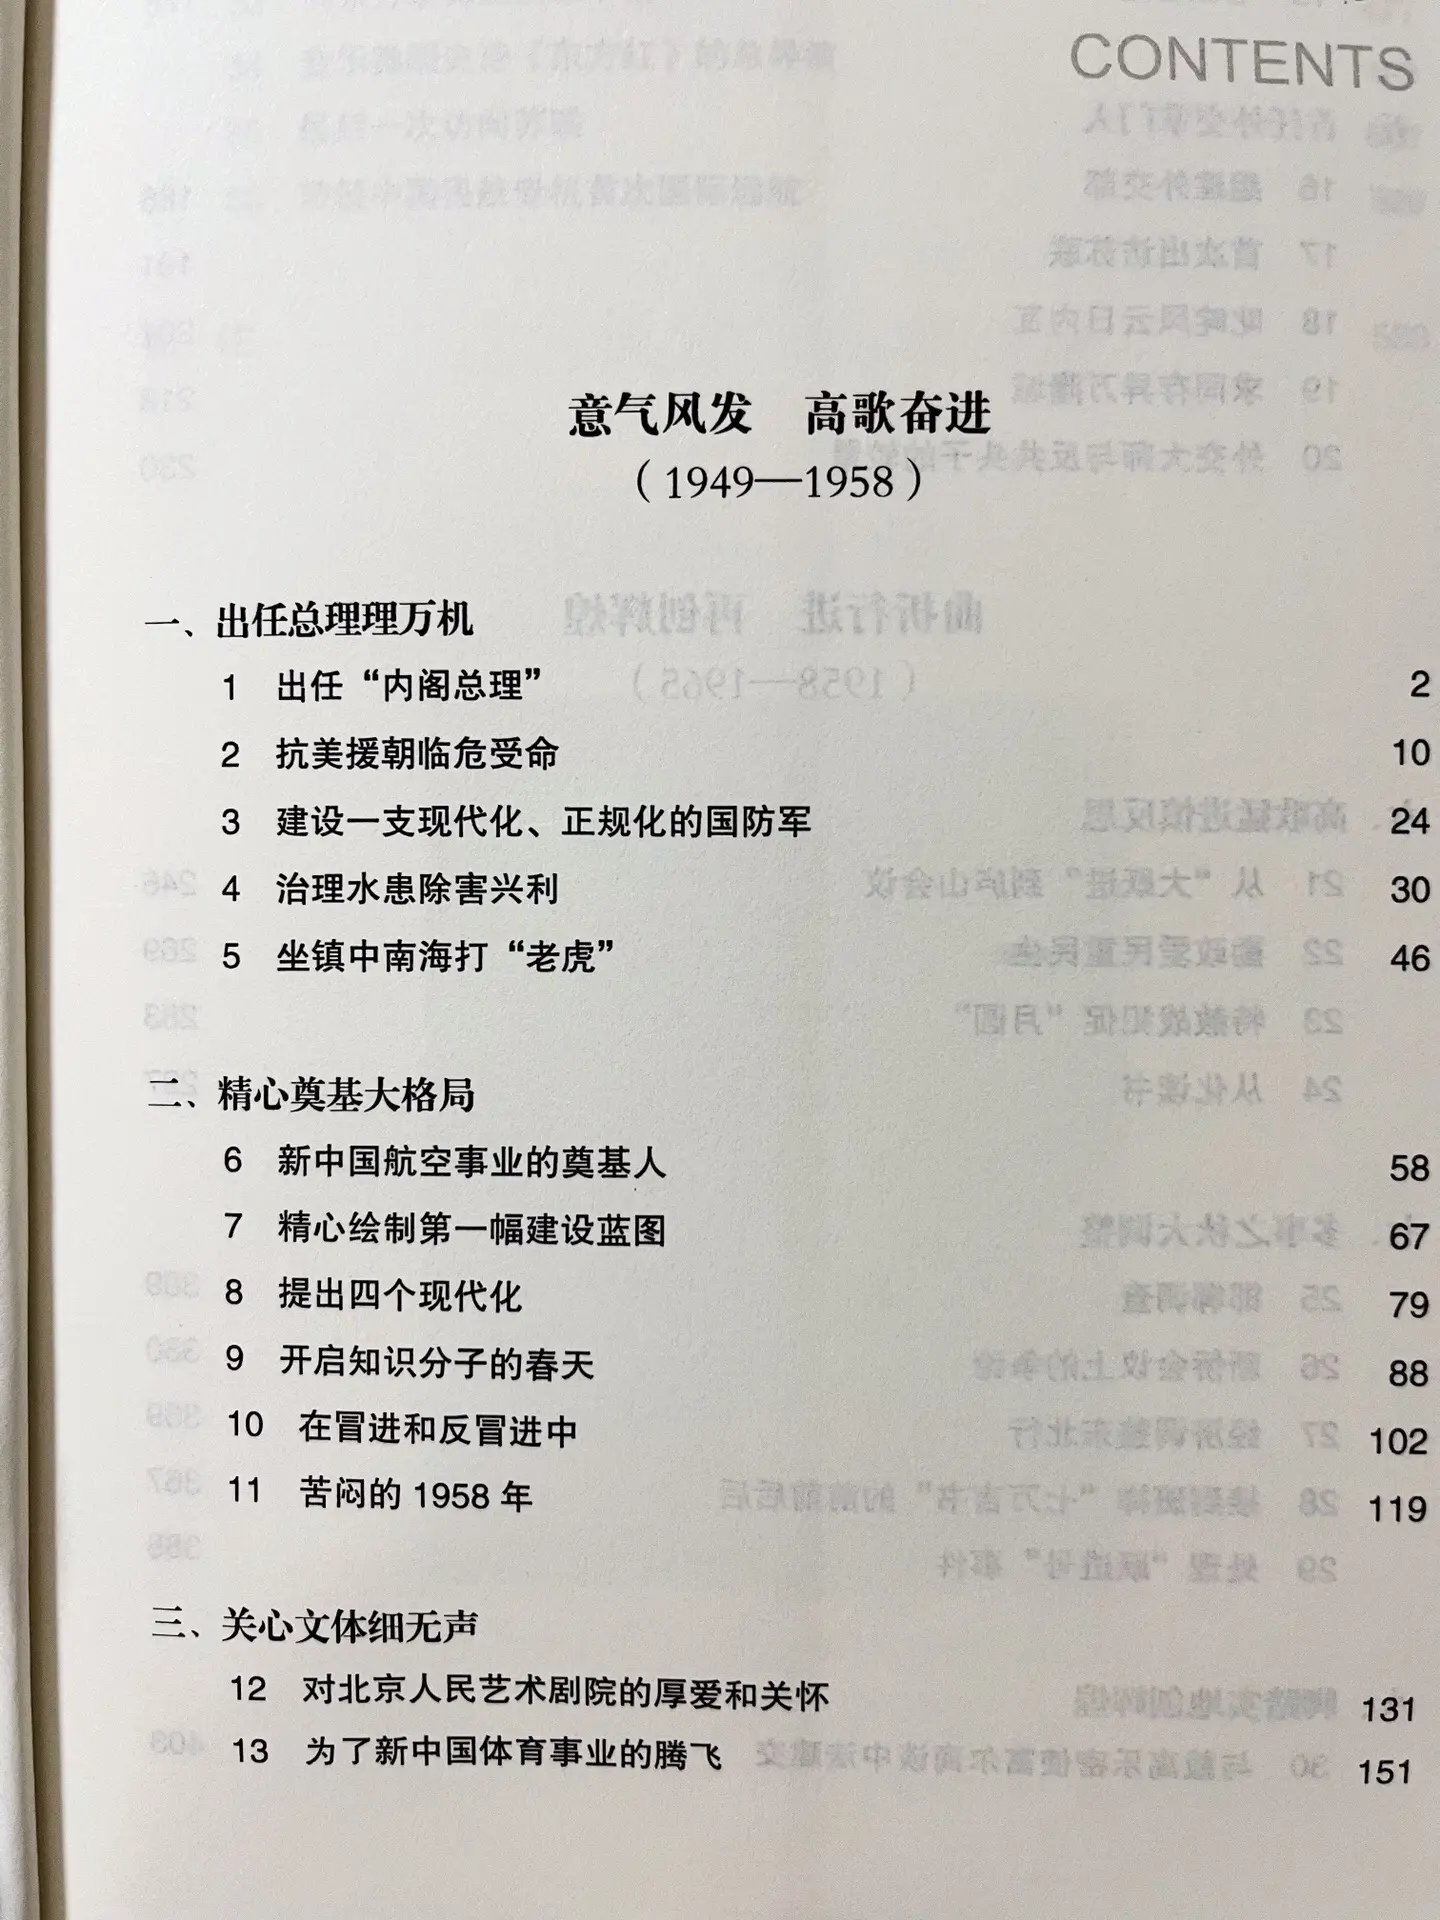 CONTENTS
意气风发 高歌奋进
（1949—1958）
一、出任总理理万机
1 出任“内阁总理” 2
2 抗美援朝临危受命 10
3 建设一支现代化、正规化的国防军 24
4 治理水患除害兴利 30
5 坐镇中南海打“老虎” 46
二、精心奠基大格局
6 新中国航空事业的奠基人 58
7 精心绘制第一幅建设蓝图 67
8 提出四个现代化 79
9 开启知识分子的春天 88
10 在冒进和反冒进中 102
11 苦闷的 1958 年 119
三、关心文体细无声
12 对北京人民艺术剧院的厚爱和关怀 131
13 为了新中国体育事业的腾飞 151